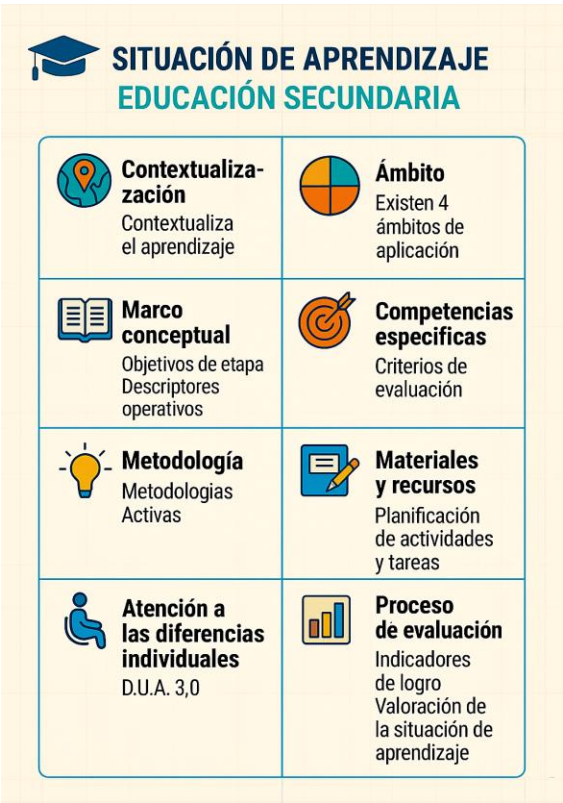 SITUACIÓN DE APRENDIZAJE
EDUCACIÓN SECUNDARIA
Contextualiza-
zación
Contextualiza
el aprendizaje
Ámbito
Existen 4
ámbitos de
aplicación
Marco
conceptual
Objetivos de etapa
Descriptores
operativos
Competencias
especificas
Criterios de
evaluación
Metodología
Metodologias
Activas
Materiales
y recursos
Planificación
de actividades
y tareas
Atención a
las diferencias
individuales
D.U.A. 3,0
Proceso
de evaluación
Indicadores
de logro
Valoración de
la situación de
aprendizaje